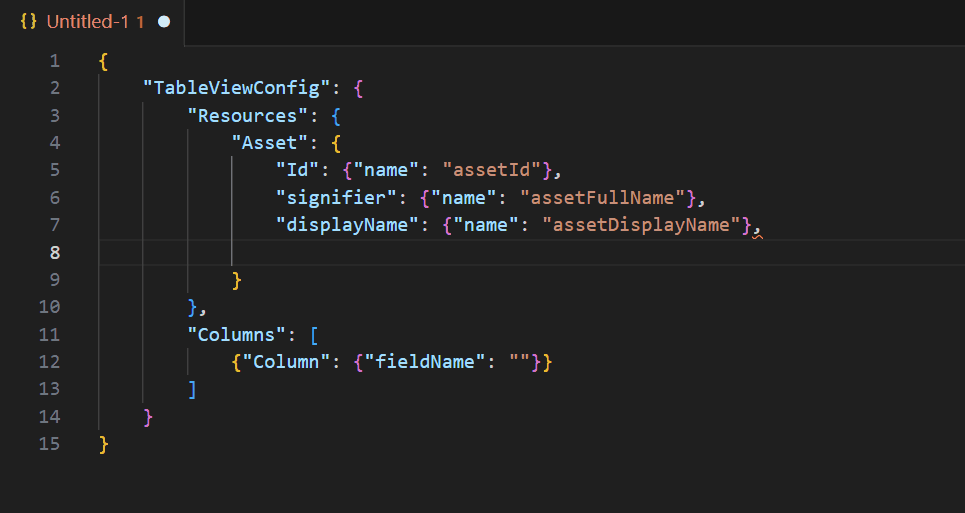 {} Untitled-1 1 ●
1 {
2     "TableViewConfig": {
3         "Resources": {
4             "Asset": {
5                 "Id": {"name": "assetId"},
6                 "signifier": {"name": "assetFullName"},
7                 "displayName": {"name": "assetDisplayName"},
8
9             }
10         },
11         "Columns": [
12             {"Column": {"fieldName": ""}}
13         ]
14     }
15 }